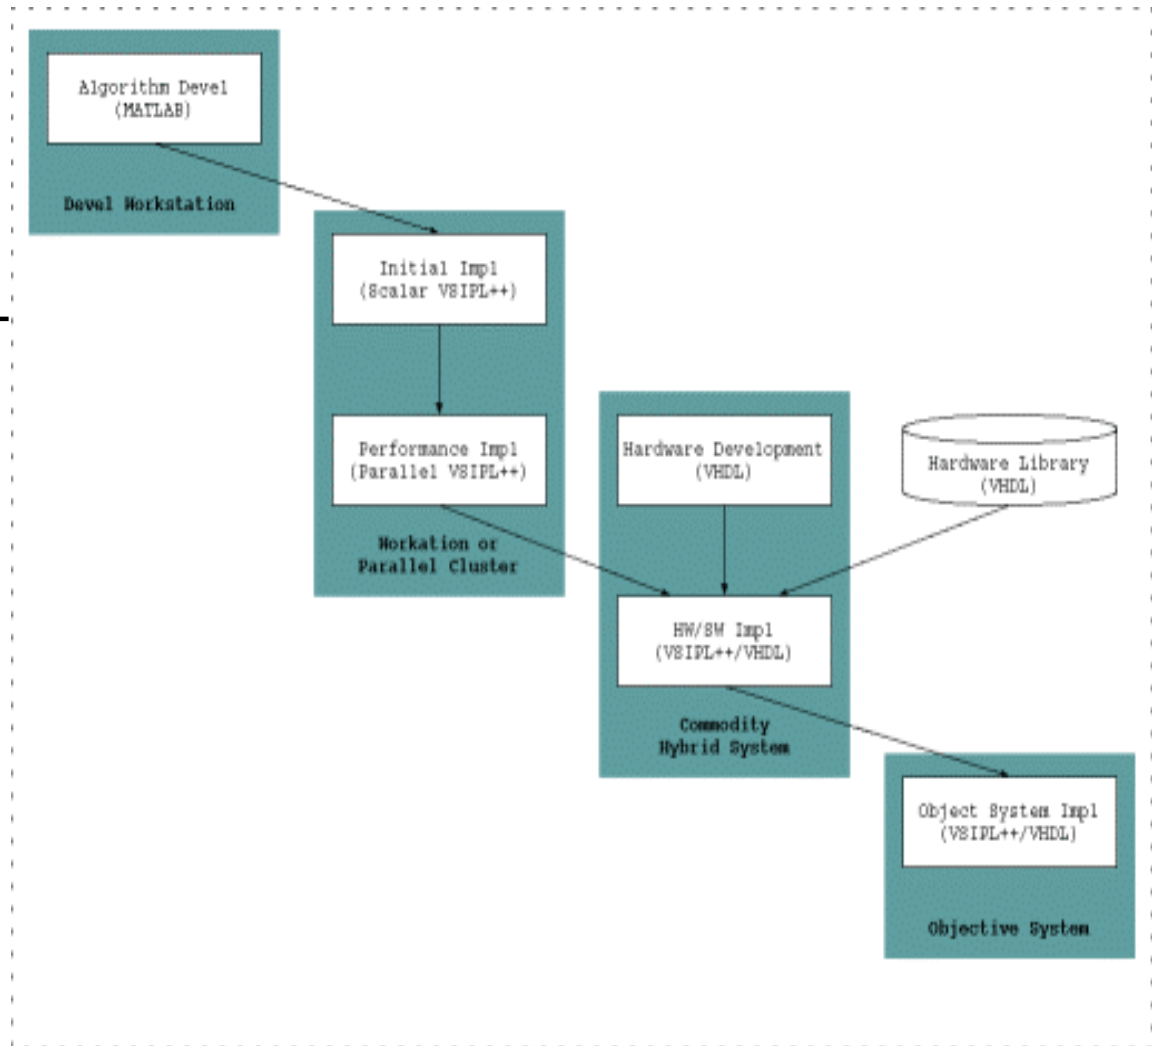 Algorithm Devel
(MATLAB)
Devel Workstation
Initial Impl
(Scalar VSIPL++)
Performance Impl
(Parallel VSIPL++)
Workation or
Parallel Cluster
Hardware Development
(VHDL)
Hardware Library
(VHDL)
HW/SW Impl
(VSIPL++/VHDL)
Commodity
Hybrid System
Object System Impl
(VSIPL++/VHDL)
Objective System